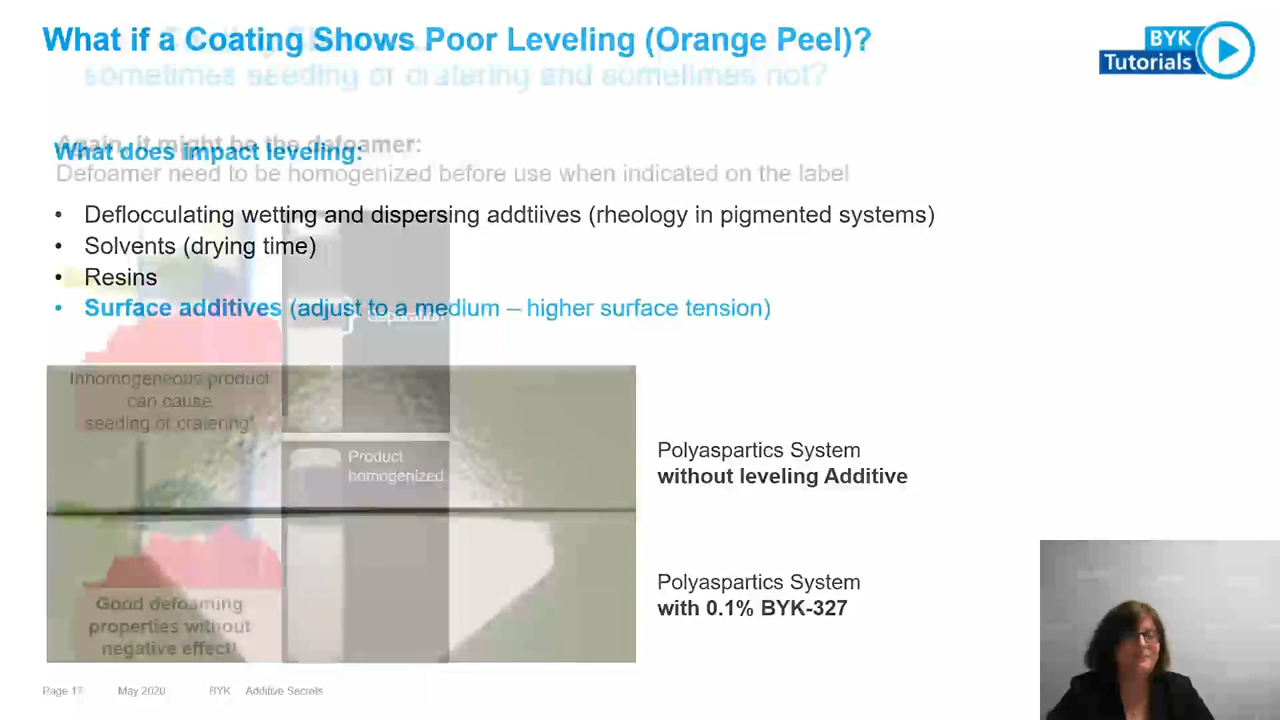 What if a Coating Shows Poor Leveling (Orange Peel)?
sometimes seeding or cratering and sometimes not?
BYK
Tutorials
Again, it might be the defoamer:
What does impact leveling:
Defoamer need to be homogenized before use when indicated on the label
• Deflocculating wetting and dispersing addtiives (rheology in pigmented systems)
• Solvents (drying time)
• Resins
• Surface additives (adjust to a medium – higher surface tension)
Separation
Inhomogeneous product
can cause
seeding or cratering
Product
homogenized
Polyaspartics System
without leveling Additive
Polyaspartics System
with 0.1% BYK-327
Good defoaming
properties without
negative effect!
Page 17 May 2020 BYK Additive Secrets